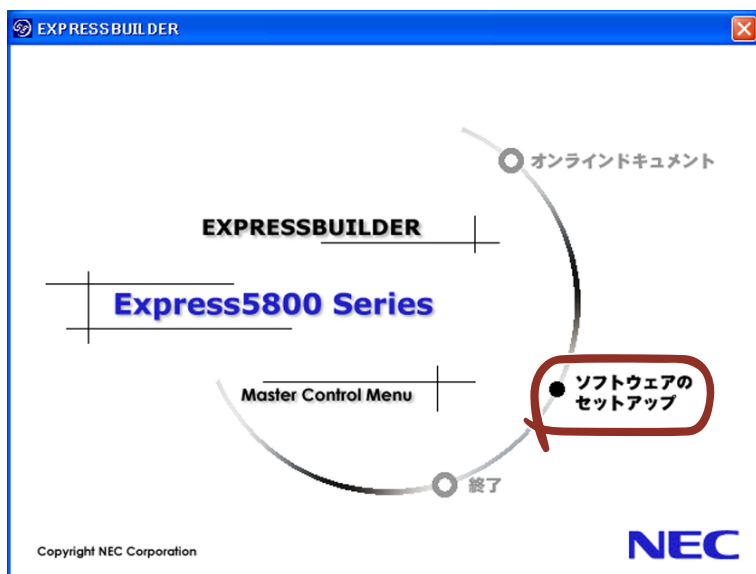 EXPRESSBUILDER
オンラインドキュメント
EXPRESSBUILDER
Express5800 Series
ソフトウェアの
セットアップ
Master Control Menu
終了
Copyright NEC Corporation
NEC